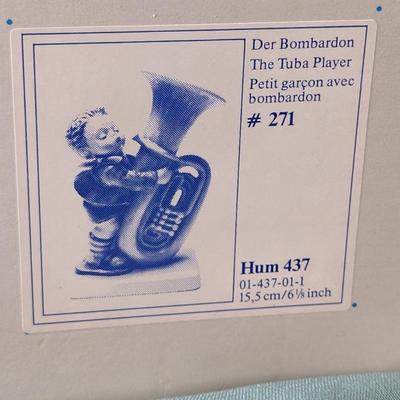 Der Bombardon
The Tuba Player
Petit garçon avec
bombardon
# 271
Hum 437
01-437-01-1
15,5 cm/6⅛ inch